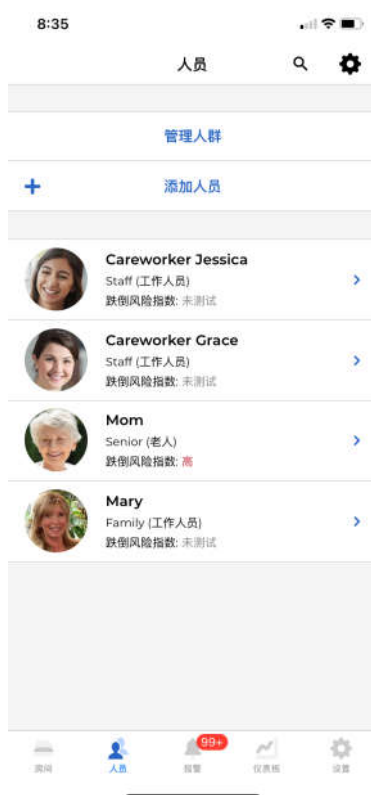 8:35
人员
管理人群
+ 添加人员
Careworker Jessica
Staff (工作人员)
跌倒风险指数: 未测试
Careworker Grace
Staff (工作人员)
跌倒风险指数: 未测试
Mom
Senior (老人)
跌倒风险指数: 高
Mary
Family (工作人员)
跌倒风险指数: 未测试
99+
房间 人员 报警 仪表板 设置